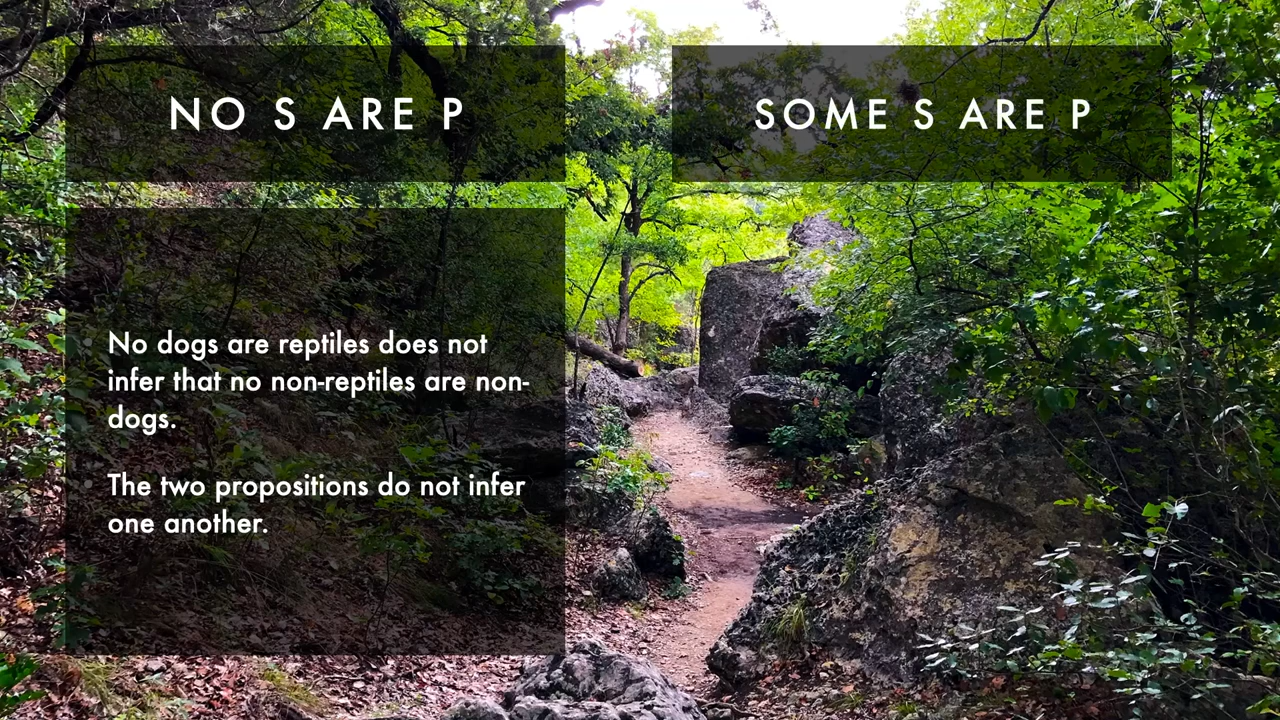 NO S ARE P
SOME S ARE P
No dogs are reptiles does not
infer that no non-reptiles are non-
dogs.
The two propositions do not infer
one another.